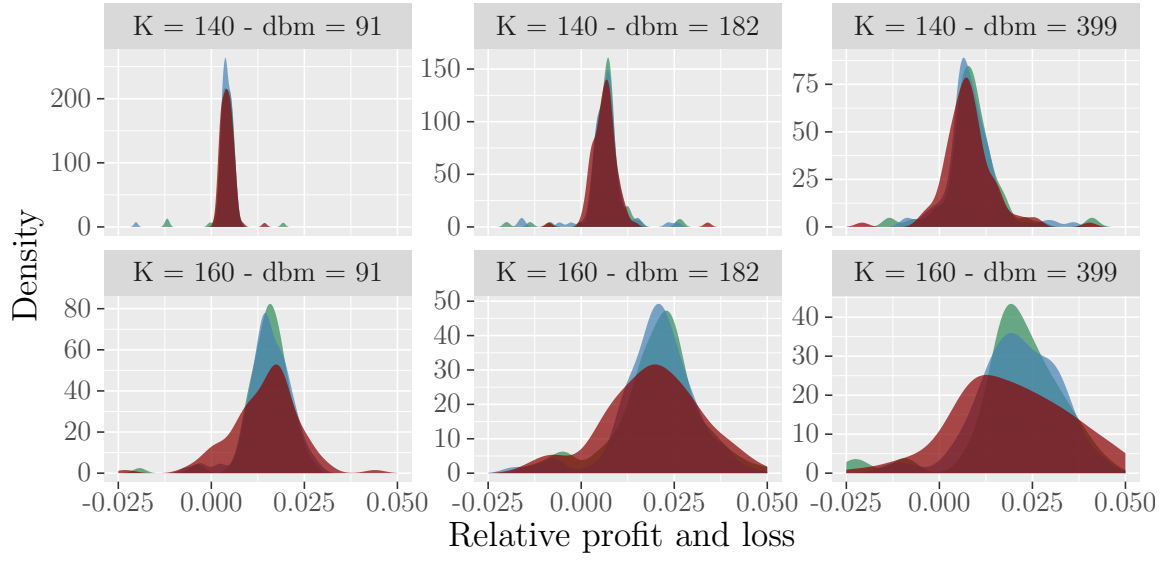 K = 140 - dbm = 91
K = 140 - dbm = 182
K = 140 - dbm = 399
200
100
0
150
100
50
0
75
50
25
0
Density
K = 160 - dbm = 91
K = 160 - dbm = 182
K = 160 - dbm = 399
80
60
40
20
0
50
40
30
20
10
0
40
30
20
10
0
-0.025 0.000 0.025 0.050
-0.025 0.000 0.025 0.050
-0.025 0.000 0.025 0.050
Relative profit and loss